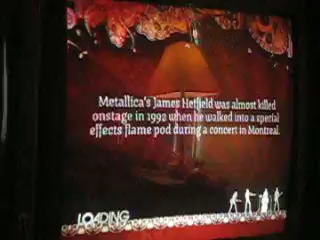 Metallica's James Hetfield was almost killed
onstage in 1992 when he walked into a special
effects flame pod during a concert in Montreal.
LOADING